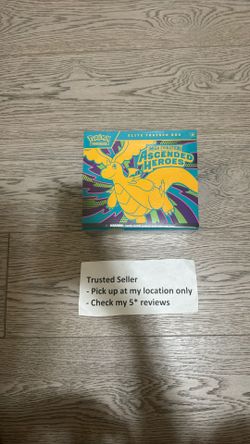 ELITE TRAINER BOX
Pokémon
ASCENDED
HEROES
Trusted Seller
- Pick up at my location only
- Check my 5* reviews